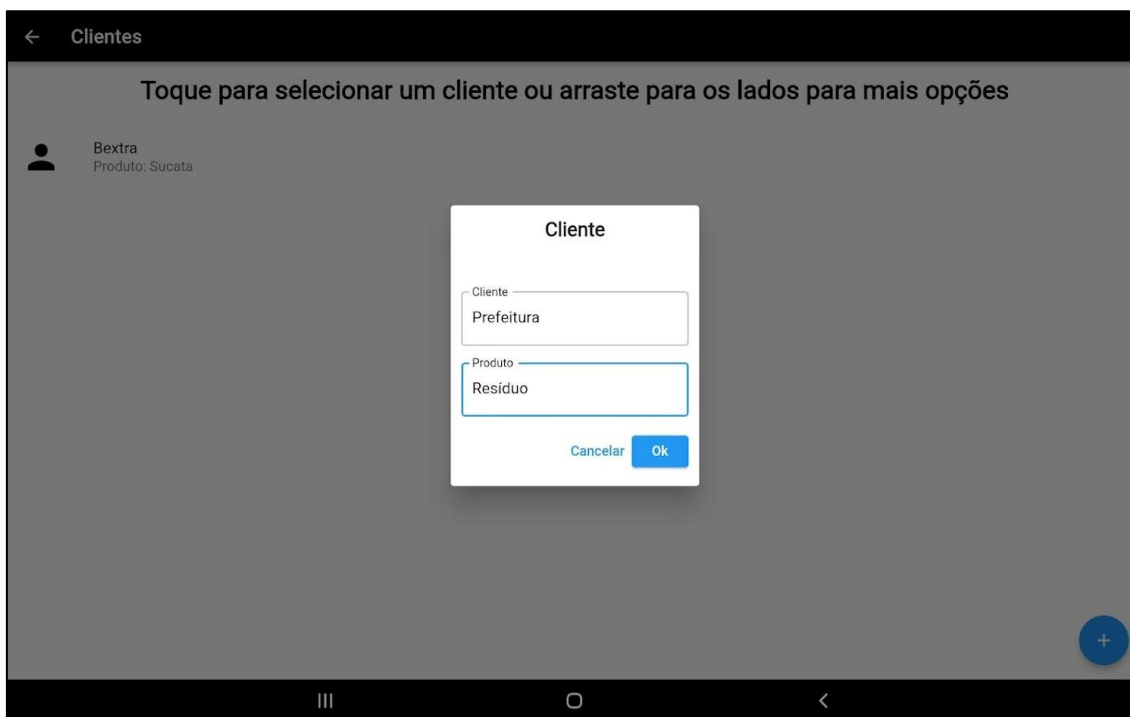 Clientes
Toque para selecionar um cliente ou arraste para os lados para mais opções
Bextra
Produto: Sucata
Cliente
Cliente
Prefeitura
Produto
Resíduo
Cancelar Ok